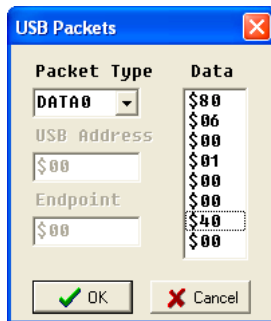 USB Packets
Packet Type
DATA0
USB Address
$00
Endpoint
$00
Data
$80
$06
$00
$01
$00
$00
$40
$00
OK
Cancel